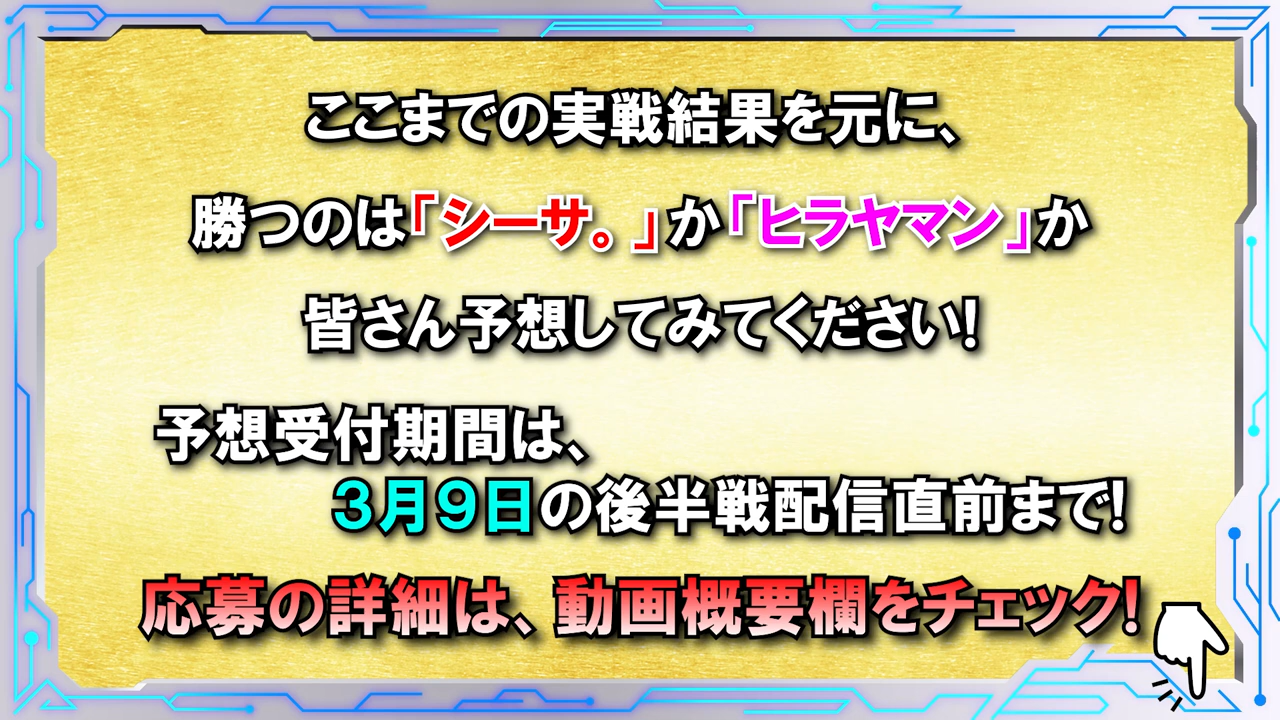 ここまでの実戦結果を元に、
勝つのは「シーサ。」か「ヒラヤマン」か
皆さん予想してみてください!
予想受付期間は、
3月9日の後半戦配信直前まで!
応募の詳細は、動画概要欄をチェック!